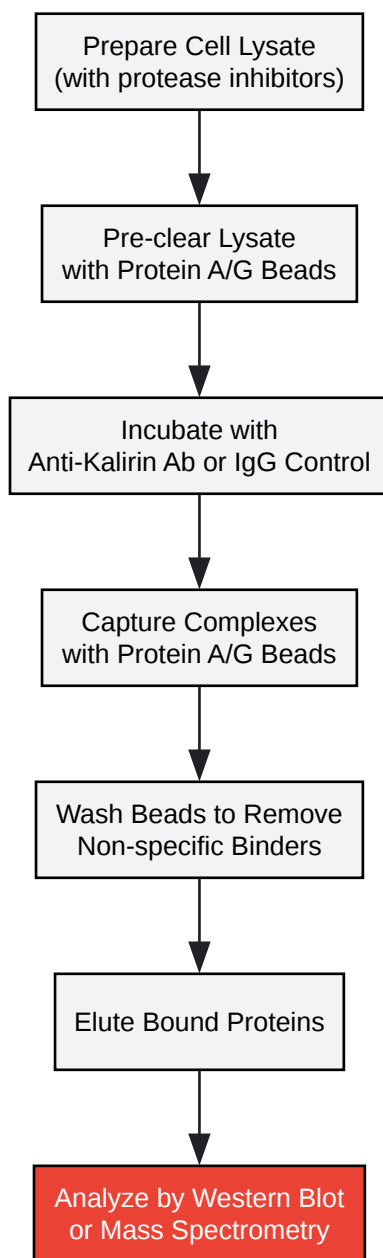 Prepare Cell Lysate
(with protease inhibitors)
Pre-clear Lysate
with Protein A/G Beads
Incubate with
Anti-Kalirin Ab or IgG Control
Capture Complexes
with Protein A/G Beads
Wash Beads to Remove
Non-specific Binders
Elute Bound Proteins
Analyze by Western Blot
or Mass Spectrometry